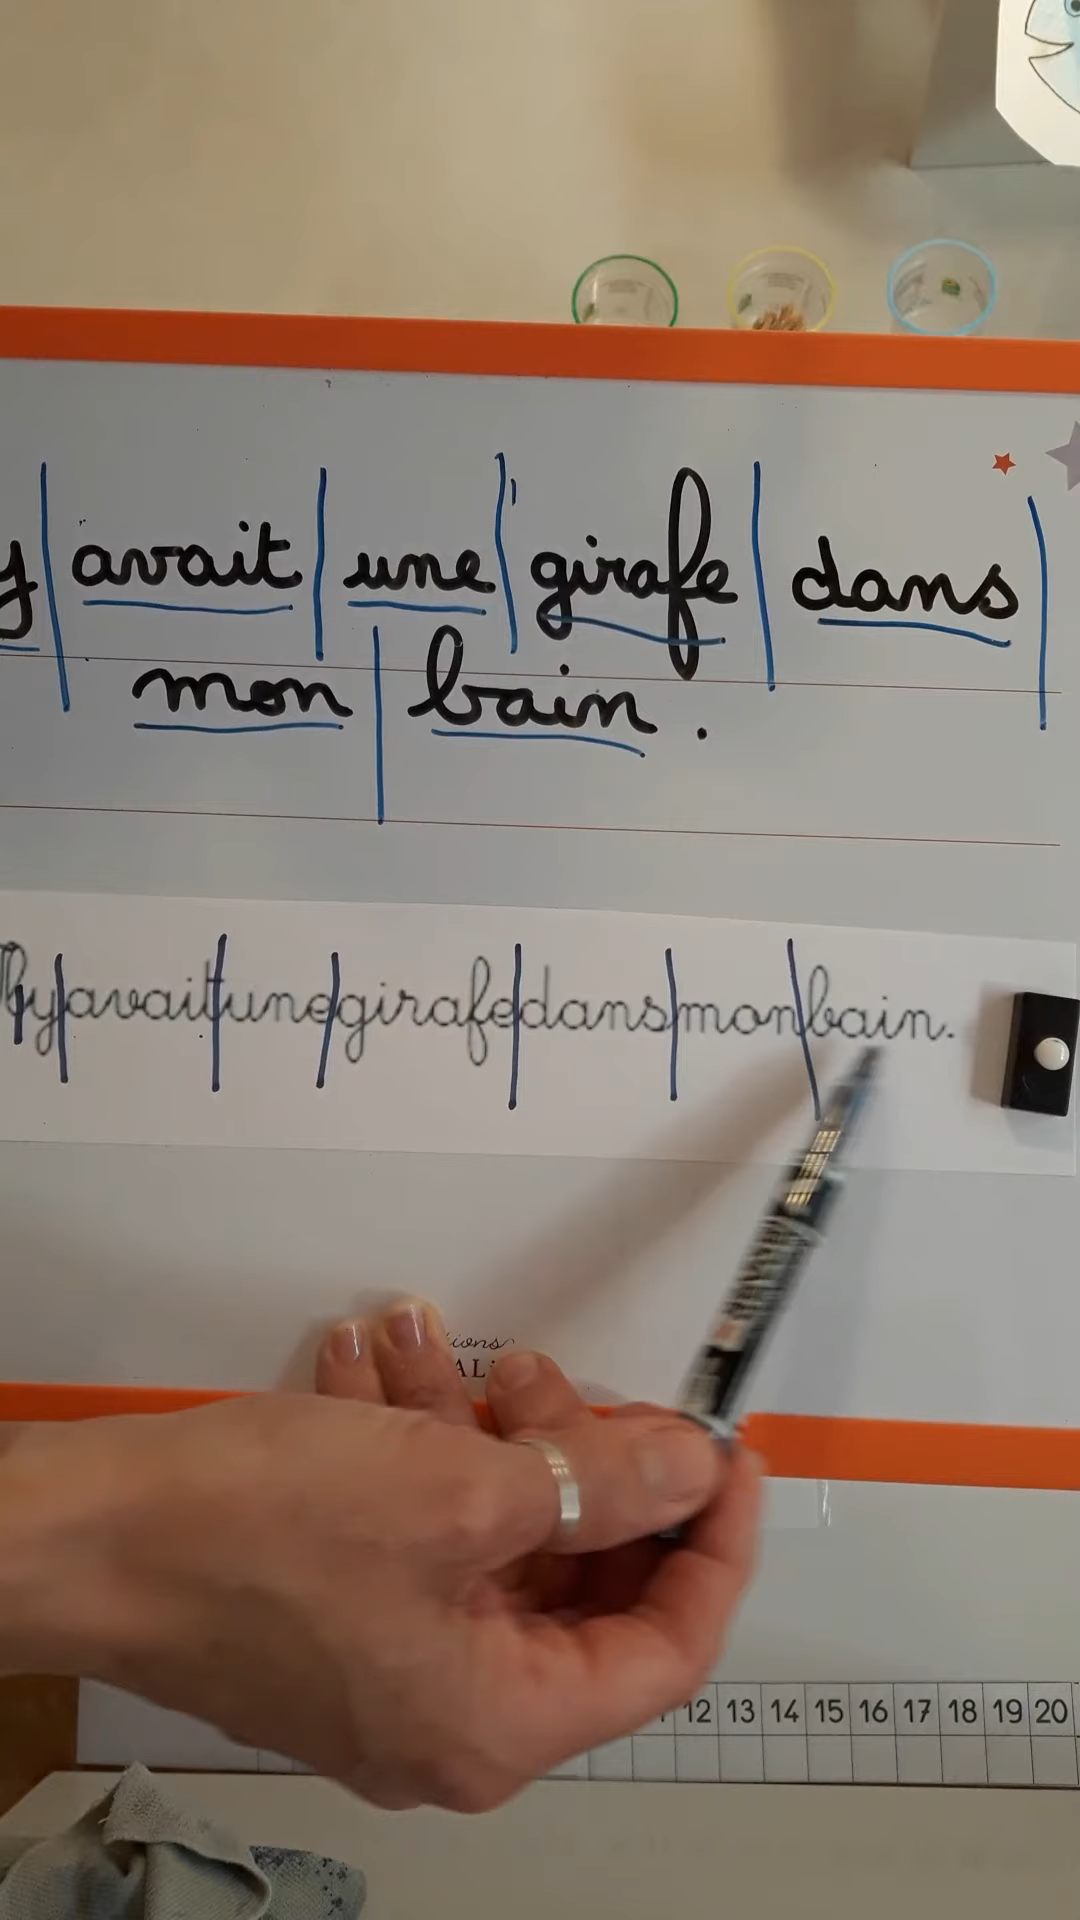 y avait une girafe dans
mon bain.
yavaitunegirafedansmonbain.
12 13 14 15 16 17 18 19 20